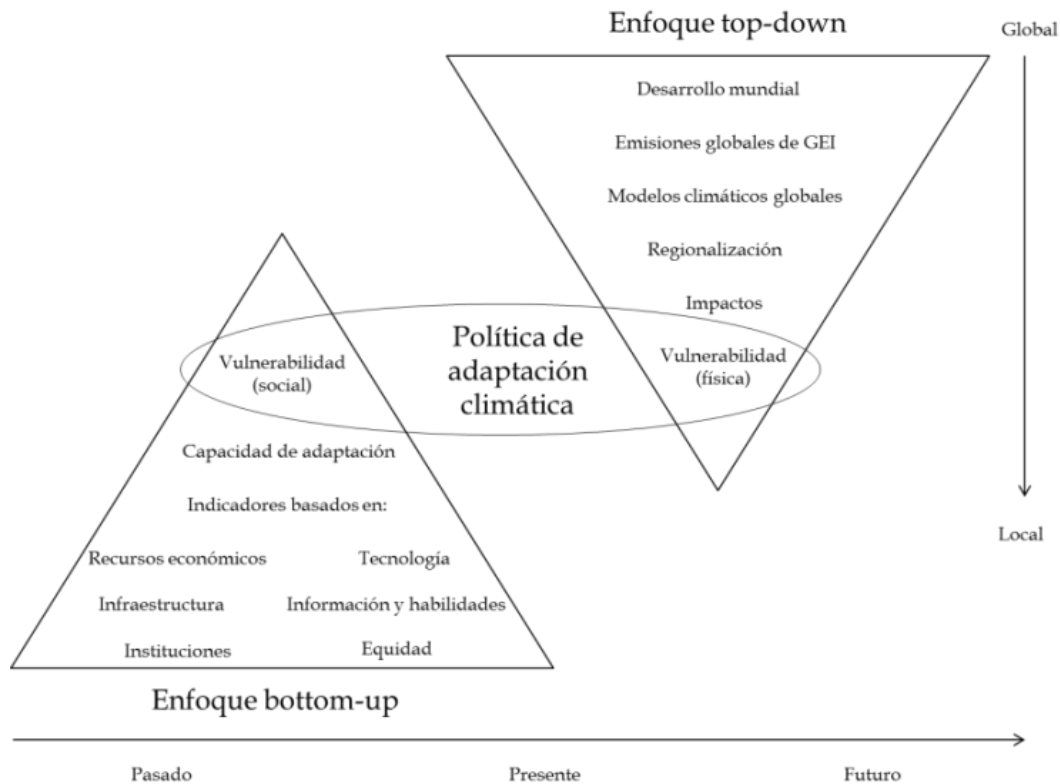 Enfoque top-down
Global
Desarrollo mundial
Emisiones globales de GEI
Modelos climáticos globales
Regionalización
Impactos
Vulnerabilidad
(física)
Política de
adaptación
climática
Vulnerabilidad
(social)
Capacidad de adaptación
Indicadores basados en:
Recursos económicos
Tecnología
Infraestructura
Información y habilidades
Instituciones
Equidad
Enfoque bottom-up
Local
Pasado
Presente
Futuro